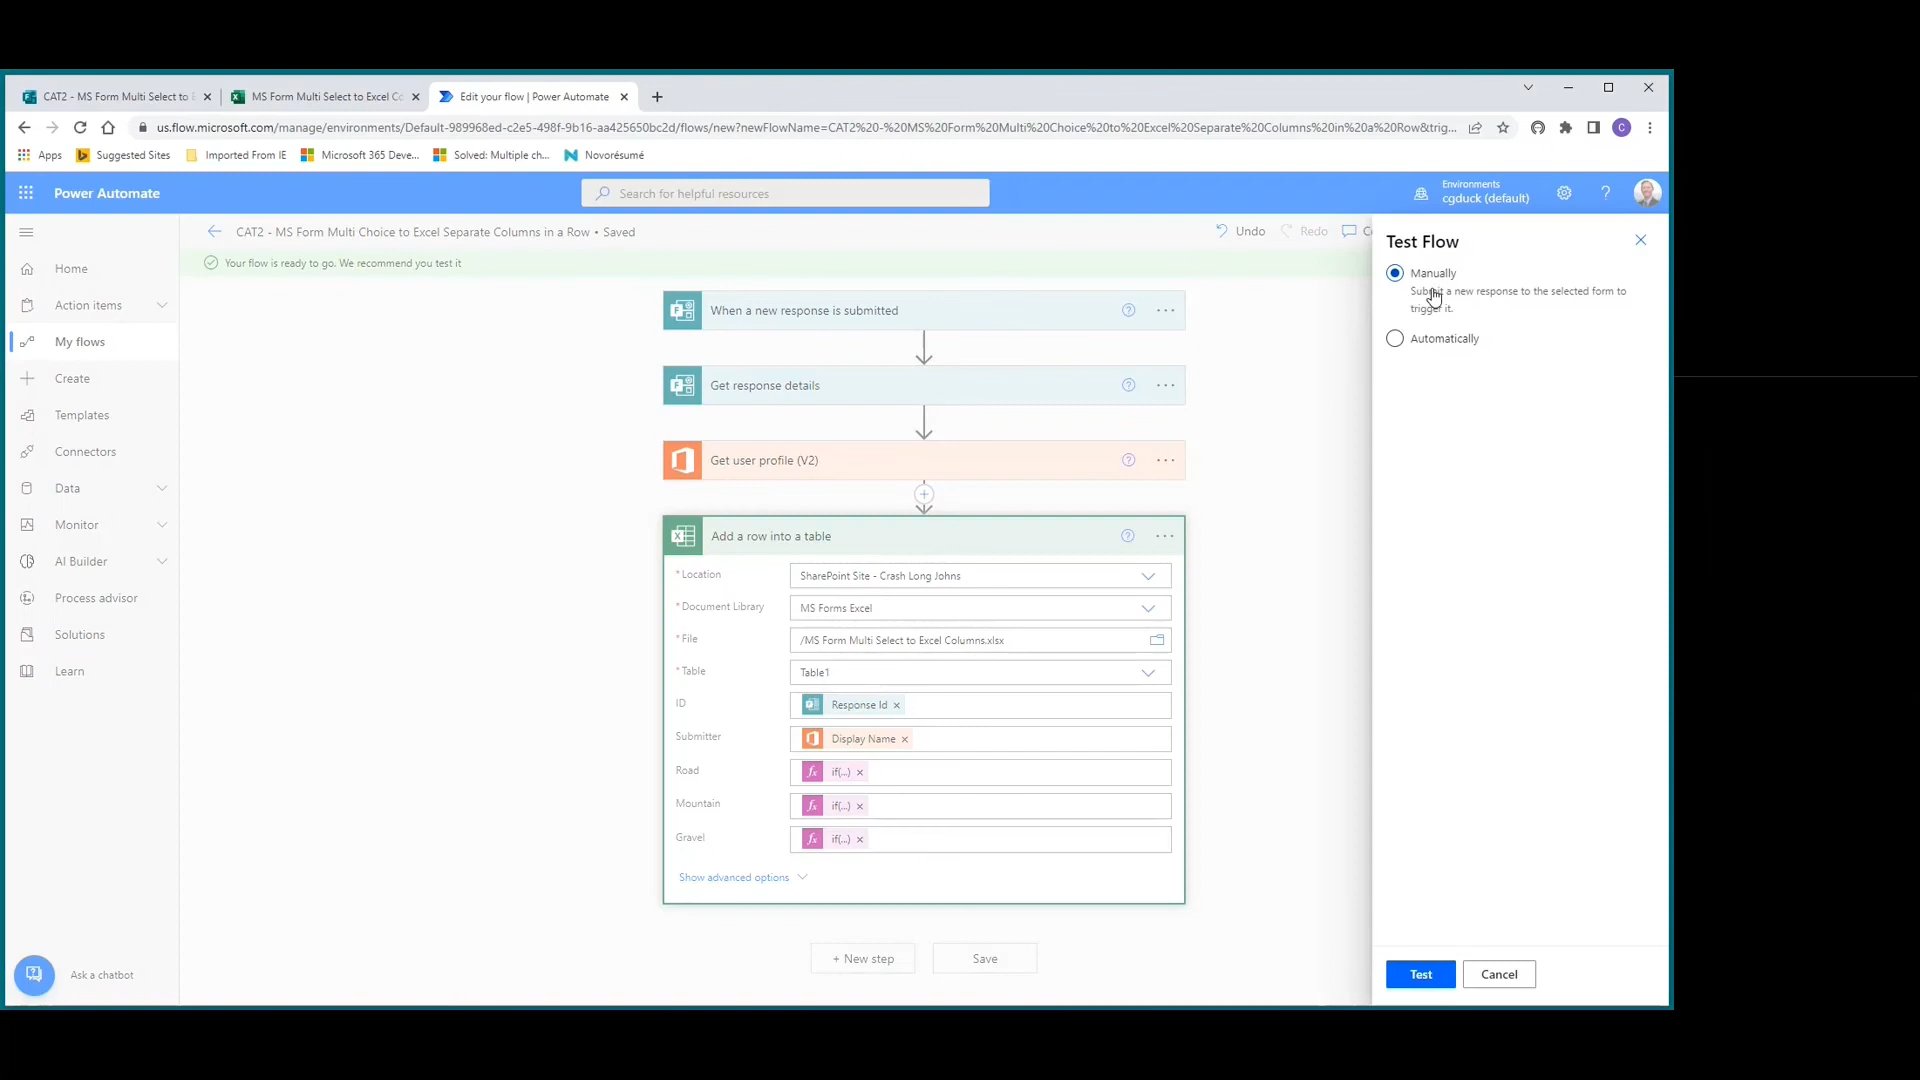 CAT2 - MS Form Multi Select to E
MS Form Multi Select to Excel Co
Edit your flow | Power Automate
us.flow.microsoft.com/manage/environments/Default-989968ed-c2e5-498f-9b16-aa425650bc2d/flows/new?newFlowName=CAT2%20-%20MS%20Form%20Multi%20Choice%20to%20Excel%20Separate%20Columns%20in%20a%20Row&trig...
C
Apps
Suggested Sites
Imported From IE
Microsoft 365 Deve...
Solved: Multiple ch...
Novorésumé
Power Automate
Search for helpful resources
Environments
cgduck (default)
?
CAT2 - MS Form Multi Choice to Excel Separate Columns in a Row • Saved
Undo
Redo
Your flow is ready to go. We recommend you test it
Home
Action items
My flows
Create
Templates
Connectors
Data
Monitor
AI Builder
Process advisor
Solutions
Learn
Ask a chatbot
When a new response is submitted
Get response details
Get user profile (V2)
Add a row into a table
* Location
SharePoint Site - Crash Long Johns
* Document Library
MS Forms Excel
* File
/MS Form Multi Select to Excel Columns.xlsx
* Table
Table1
ID
Response Id
Submitter
Display Name
Road
fx if(...)
Mountain
fx if(...)
Gravel
fx if(...)
Show advanced options
+ New step
Save
Test Flow
Manually
Submit a new response to the selected form to
trigger it.
Automatically
Test
Cancel